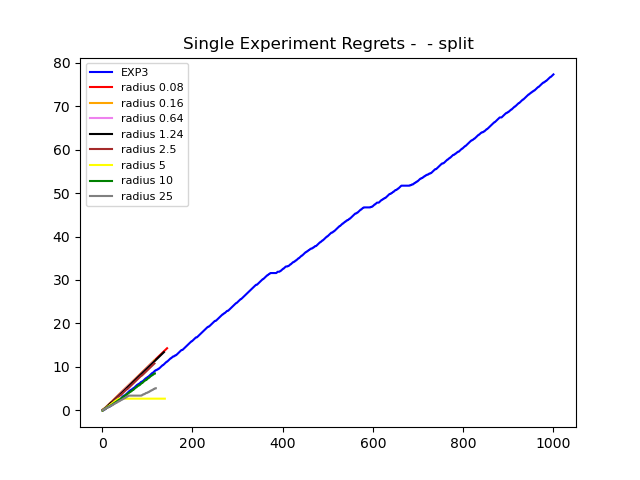 Single Experiment Regrets -  - split
80
70
60
50
40
30
20
10
0
EXP3
radius 0.08
radius 0.16
radius 0.64
radius 1.24
radius 2.5
radius 5
radius 10
radius 25
0 200 400 600 800 1000